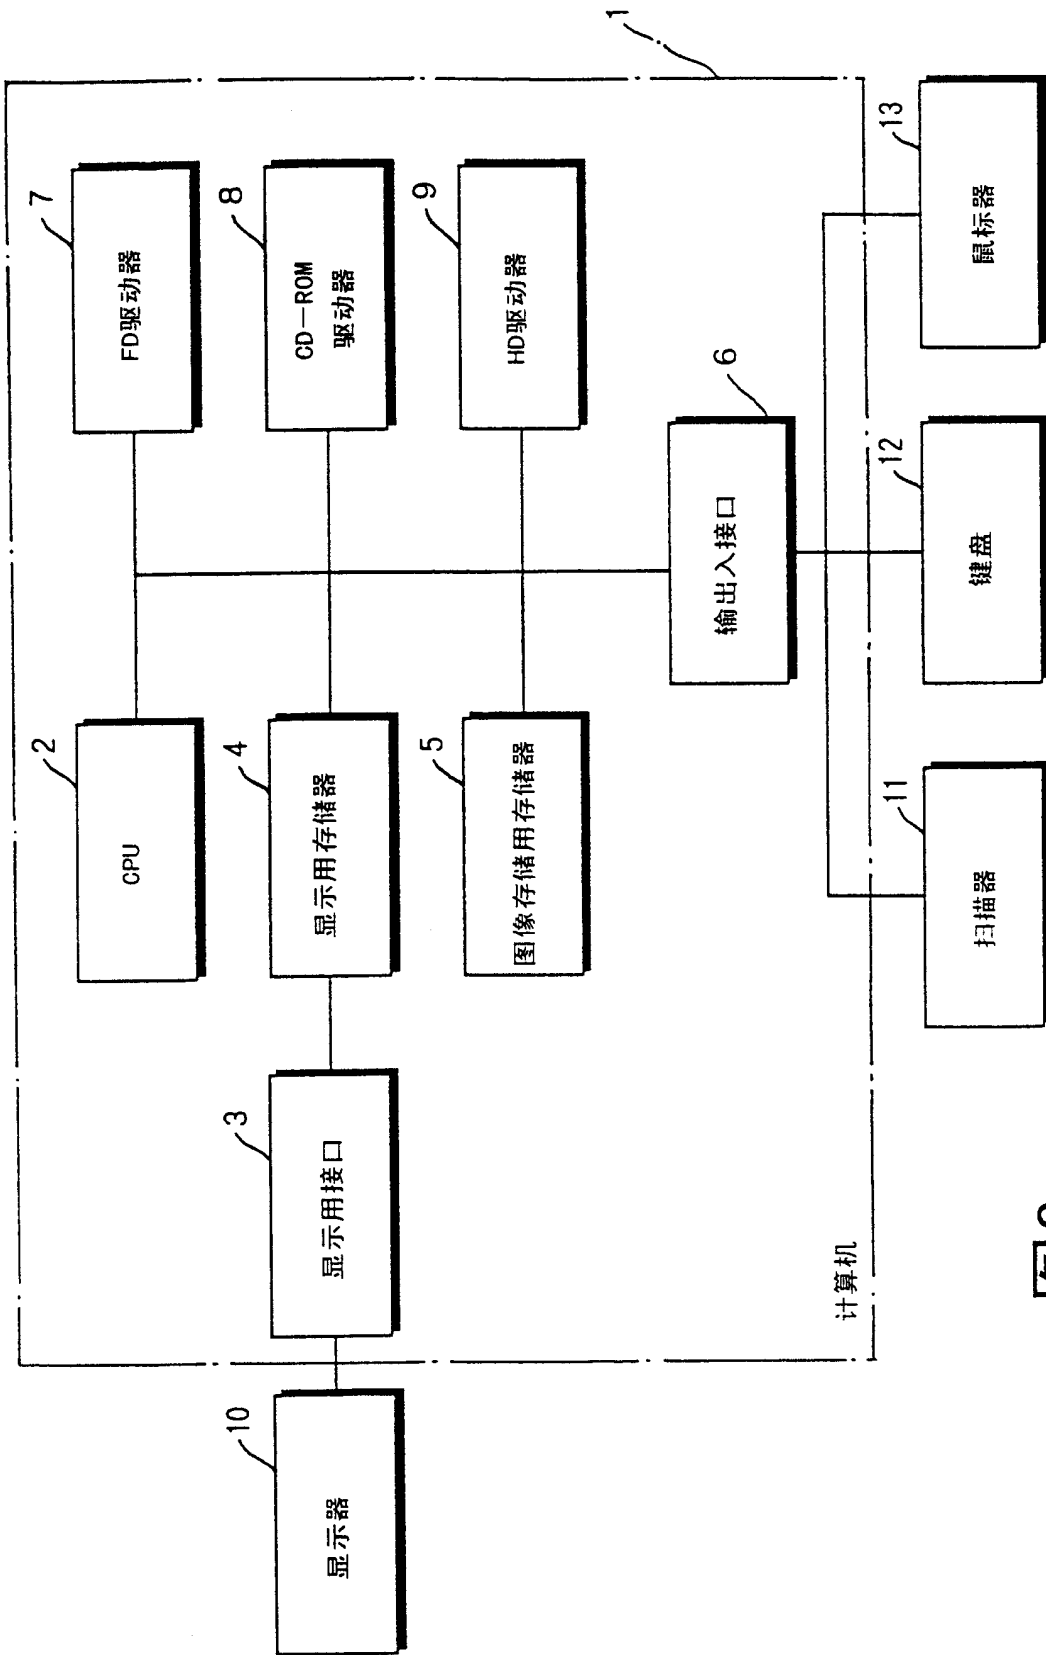 2
CPU
7
FD驱动器
10
显示器
3
显示用接口
4
显示用存储器
8
CD-ROM
驱动器
5
图像存储用存储器
9
HD驱动器
1
6
输出入接口
计算机
11
扫描器
12
键盘
13
鼠标器